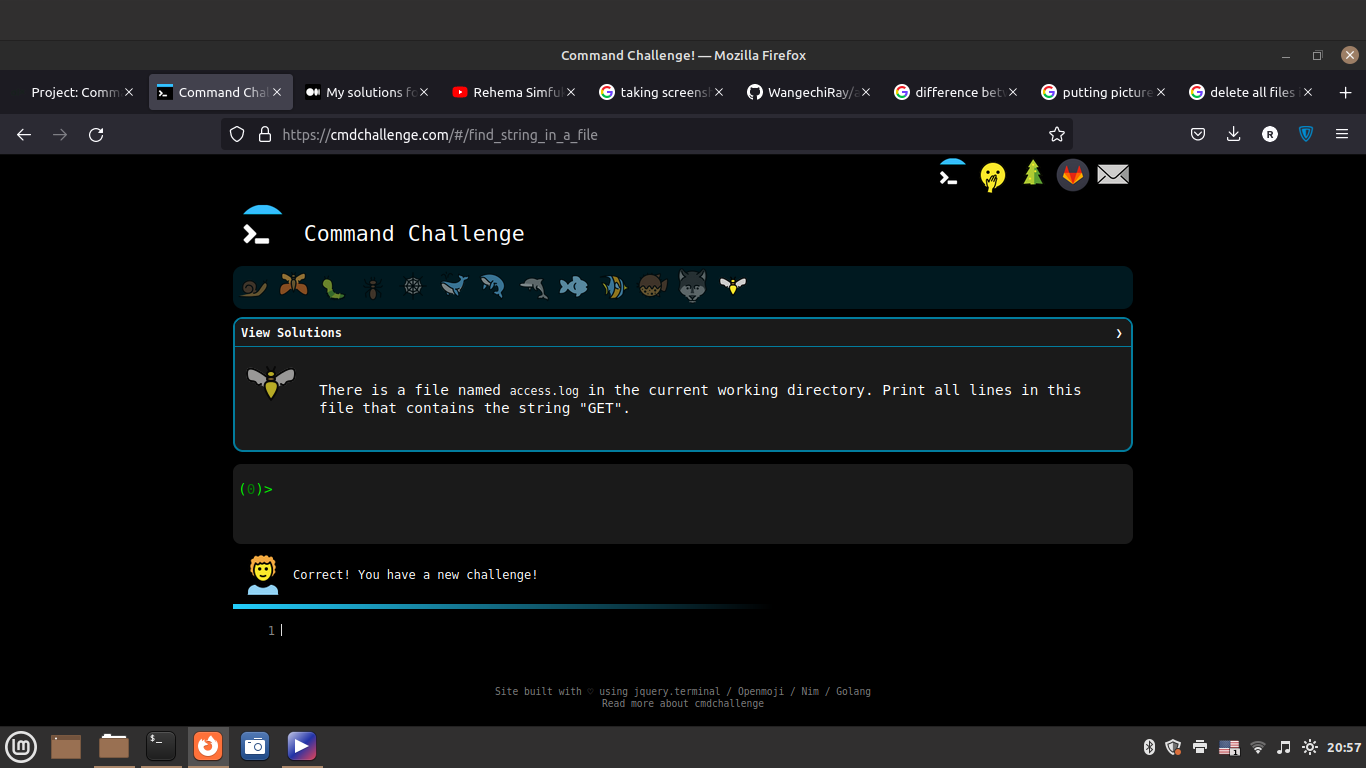 Command Challenge! — Mozilla Firefox
Project: Comm
Command Chal
My solutions fo
Rehema Simful
taking screensh
WangechiRay/a
difference betw
putting picture
delete all files i
https://cmdchallenge.com/#/find_string_in_a_file
R
Command Challenge
View Solutions
There is a file named access.log in the current working directory. Print all lines in this
file that contains the string "GET".
(0)>
Correct! You have a new challenge!
1
Site built with ♡ using jquery.terminal / Openmoji / Nim / Golang
Read more about cmdchallenge
$_
1
20:57